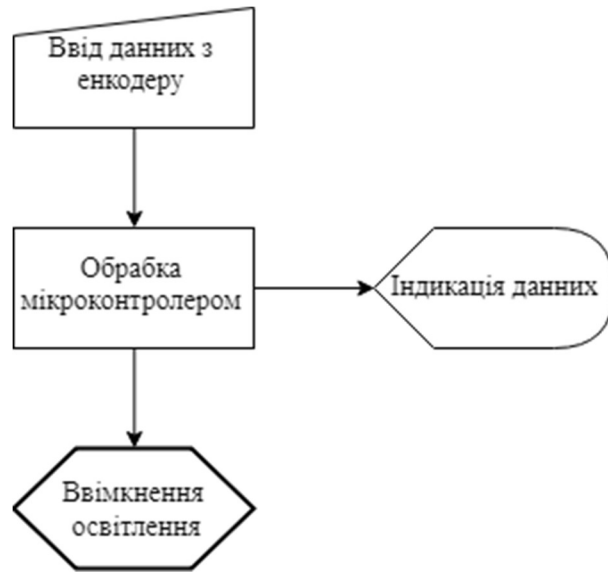 Ввід данних з
енкодеру
Обрабка
мікроконтролером
Індикація данних
Ввімкнення
освітлення